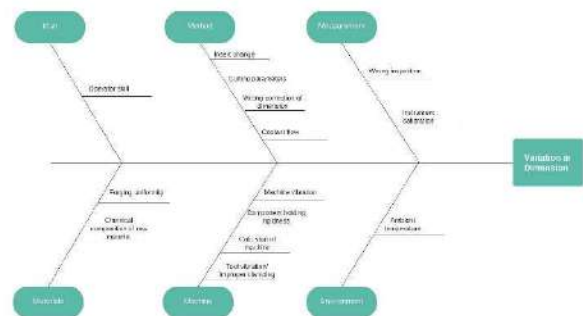 Man
Method
Measurement
Insert change
Wrong inspection
Operator skill
Cutting parameters
Wrong correction of
dimension
Instrument
calibration
Coolant flow
Variation in
Dimension
Forging uniformity
Machine vibration
Chemical
composition of raw
material
Component holding
rigidness
Ambient
temperature
machine
Tool vibration/
improper clamping
Materials
Machine
Environment